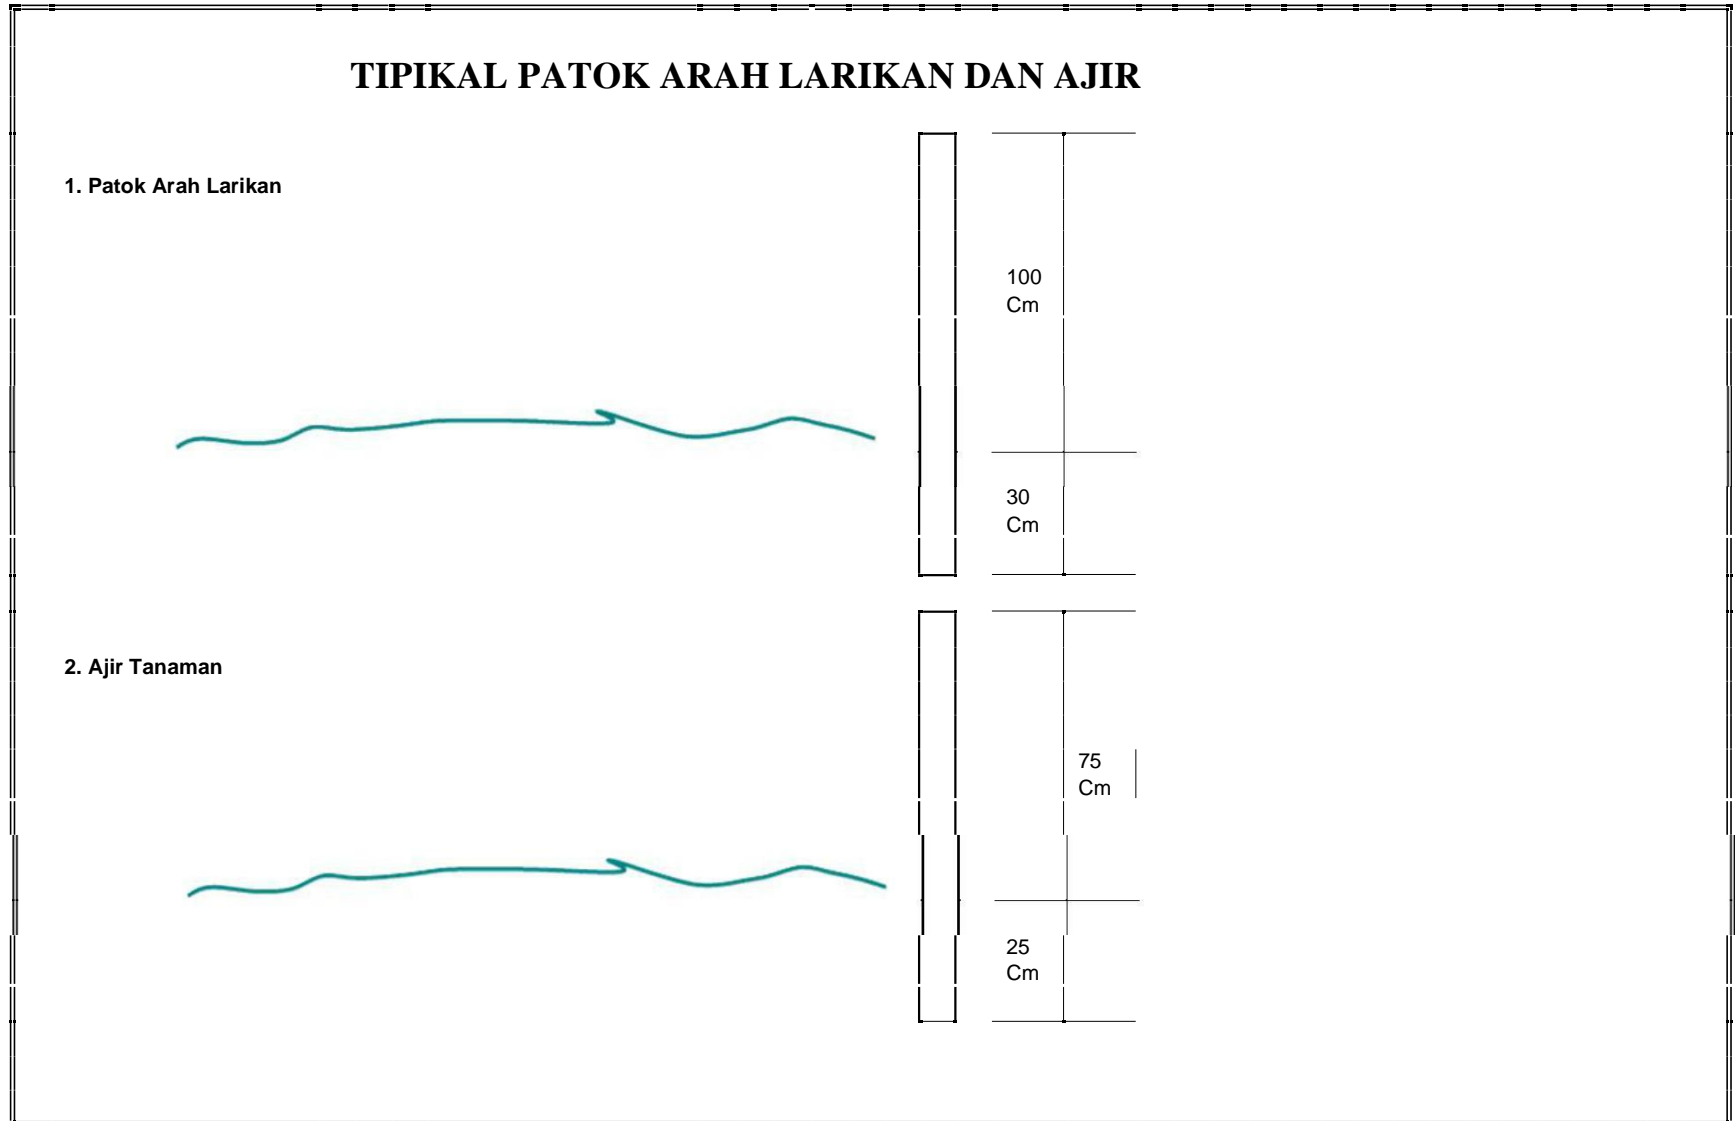 TIPIKAL PATOK ARAH LARIKAN DAN AJIR
1. Patok Arah Larikan
100
Cm
30
Cm
2. Ajir Tanaman
75
Cm
25
Cm